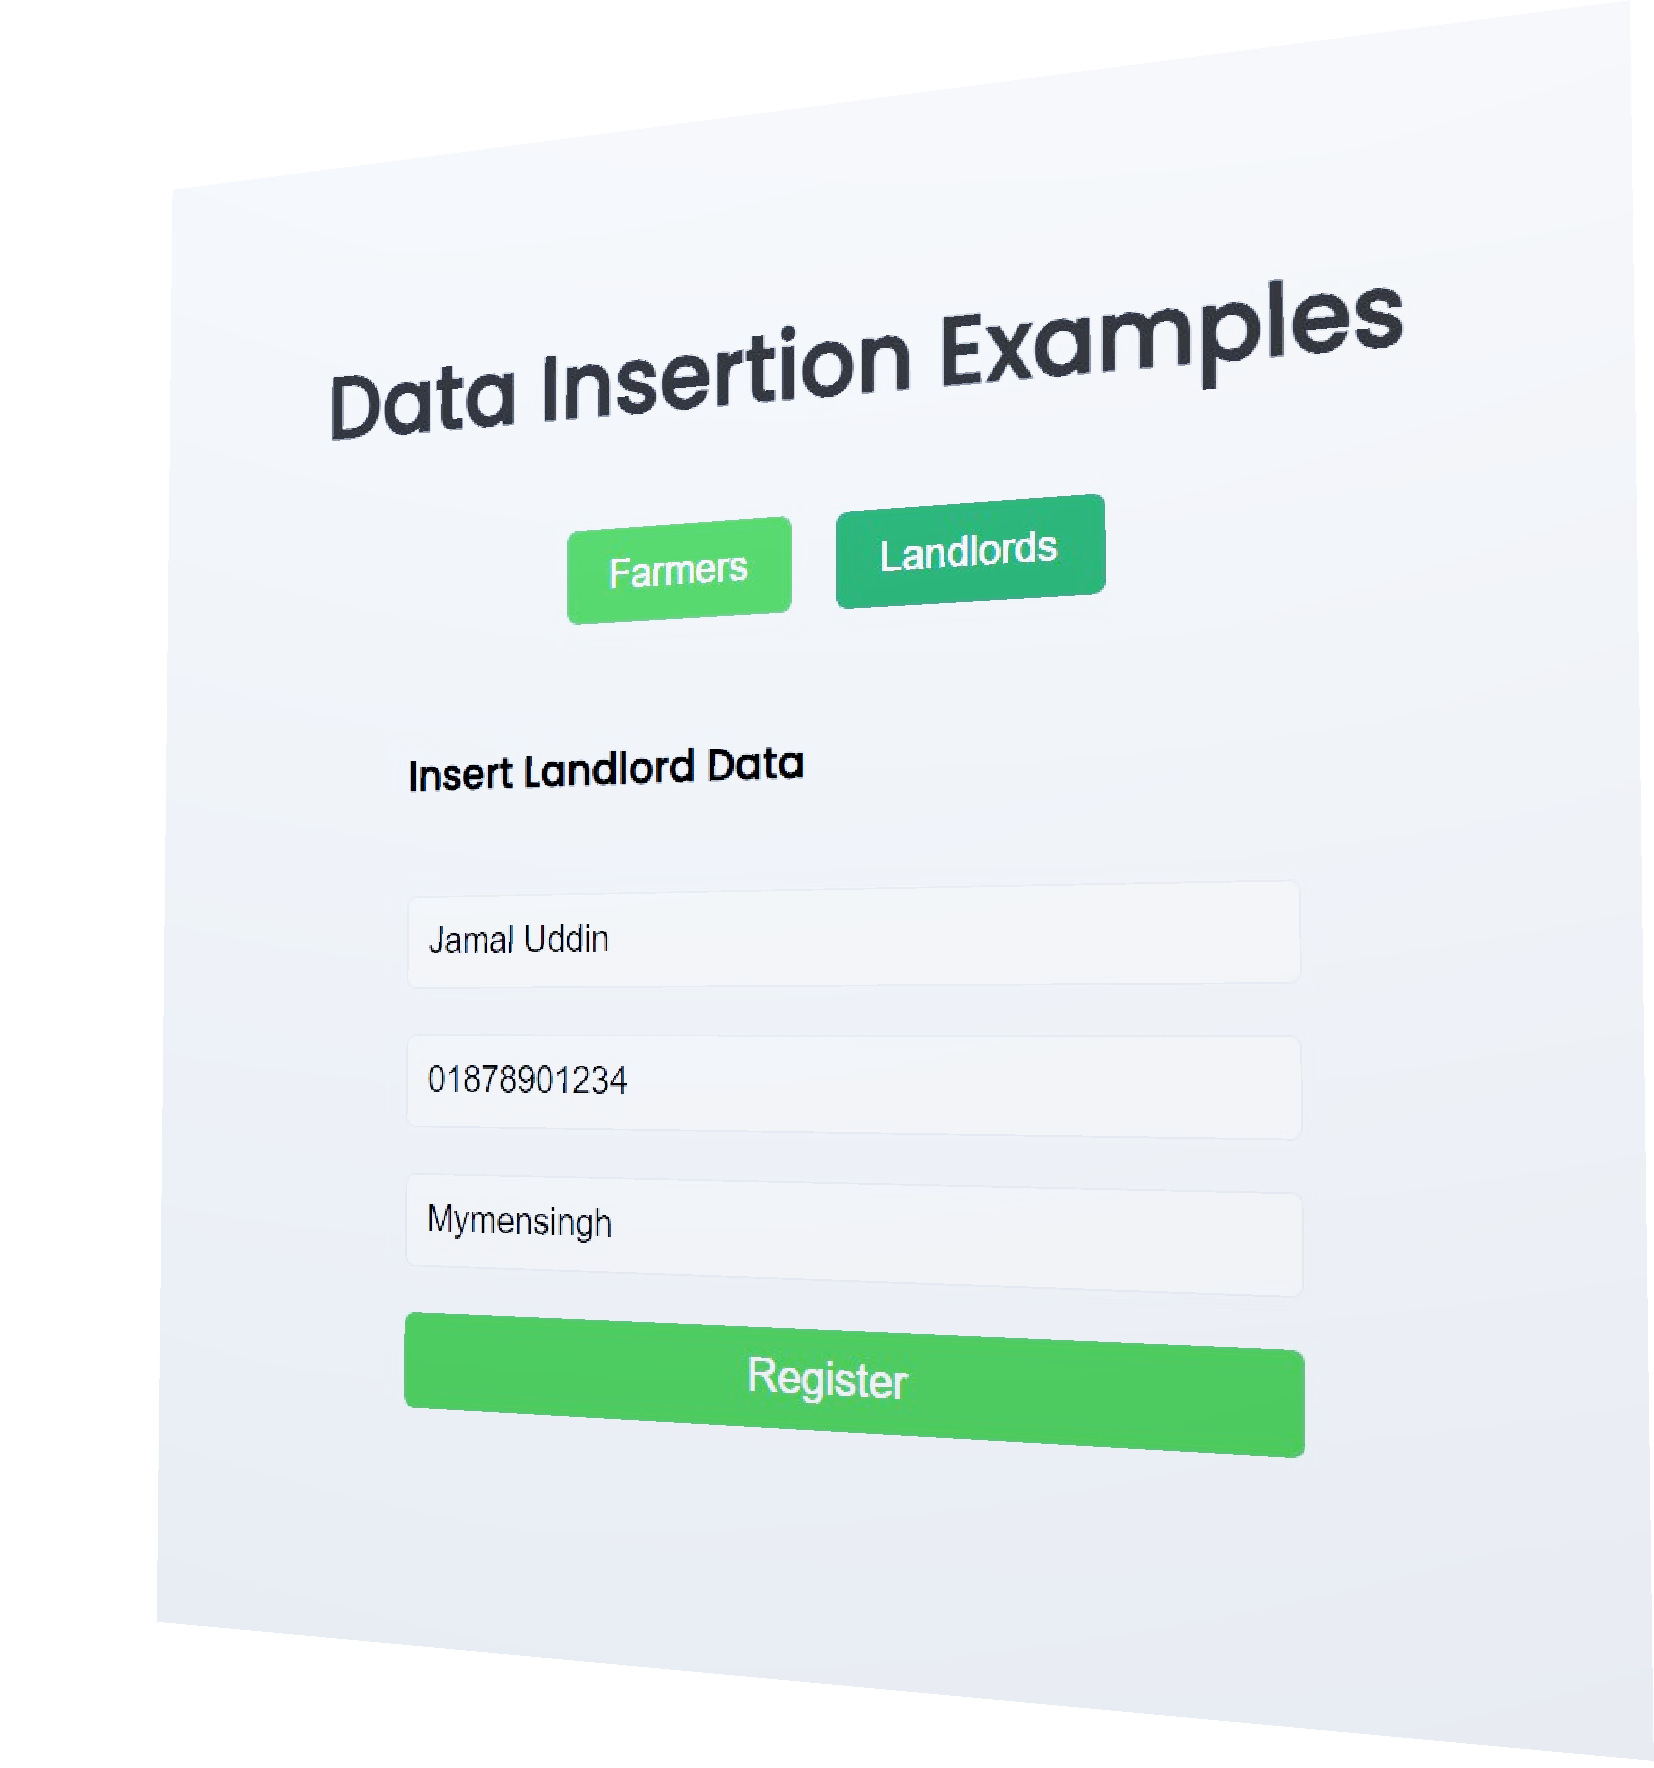 Data Insertion Examples
Farmers Landlords
Insert Landlord Data
Jamal Uddin
01878901234
Mymensingh
Register